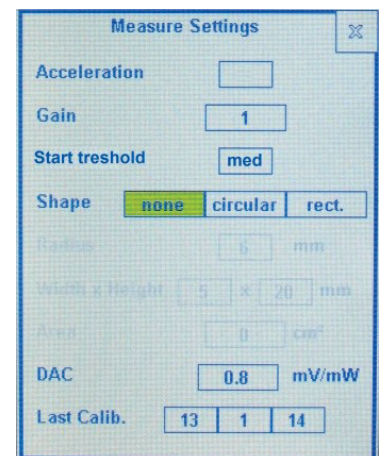 Measure Settings
Acceleration
Gain 1
Start treshold med
Shape none circular rect.
Radius 6 mm
Width x Height 5 x 20 mm
Area 0 cm²
DAC 0.8 mV/mW
Last Calib. 13 1 14